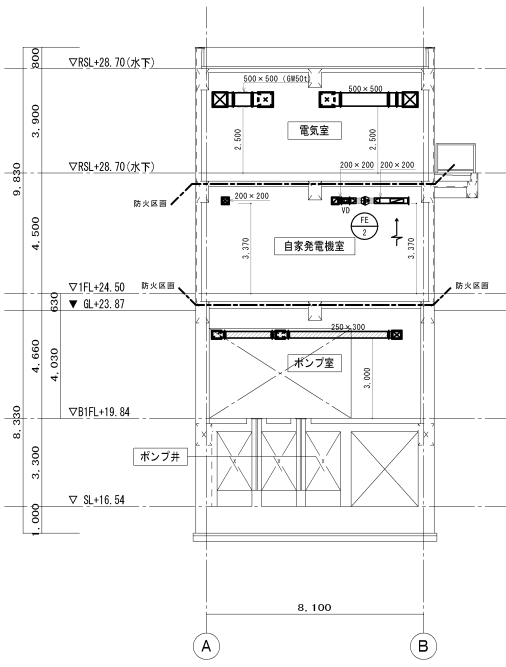 800
▽RSL+28.70(水下)
500×500 (GW50t)
500×500
3,900
電気室
2,500
2,500
▽RSL+28.70(水下)
200×200
200×200
9,830
防火区画
200×200
VD
FE
2
4,500
自家発電機室
3,370
3,370
▽1FL+24.50
防火区画
防火区画
630
▼ GL+23.87
250×300
4,660
4,030
ポンプ室
3,000
▽B1FL+19.84
8,330
ポンプ井
3,300
▽ SL+16.54
1,000
8,100
A
B